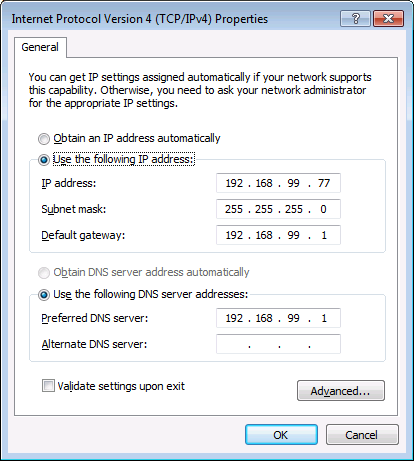 Internet Protocol Version 4 (TCP/IPv4) Properties
General
You can get IP settings assigned automatically if your network supports
this capability. Otherwise, you need to ask your network administrator
for the appropriate IP settings.
Obtain an IP address automatically
Use the following IP address:
IP address: 192 . 168 . 99 . 77
Subnet mask: 255 . 255 . 255 . 0
Default gateway: 192 . 168 . 99 . 1
Obtain DNS server address automatically
Use the following DNS server addresses:
Preferred DNS server: 192 . 168 . 99 . 1
Alternate DNS server: . . .
Validate settings upon exit
Advanced...
OK Cancel